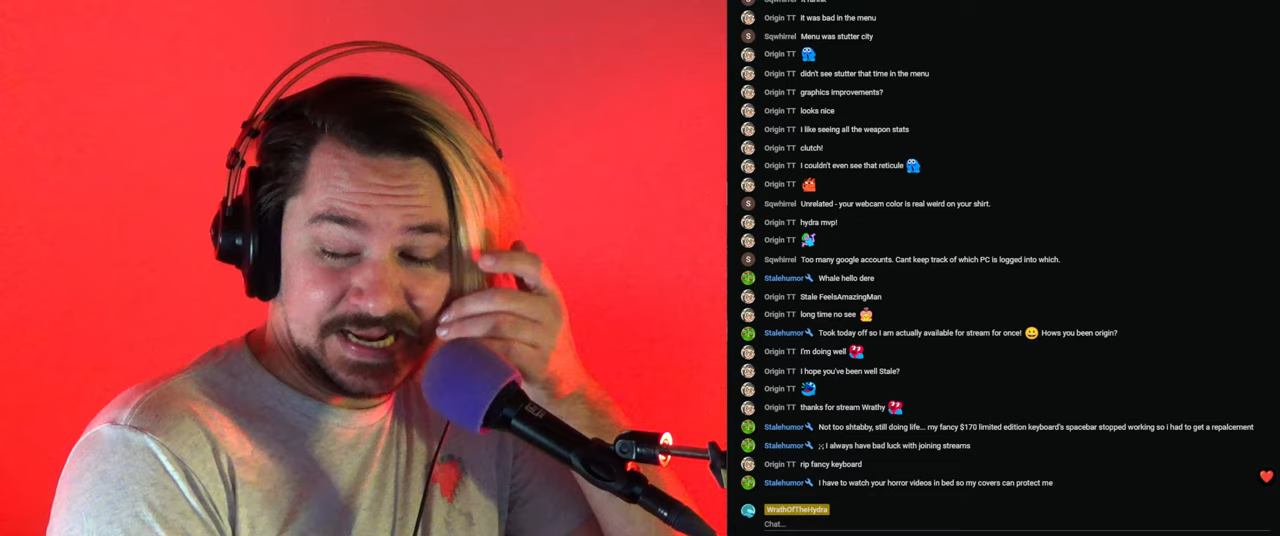 Origin TT it was bad in the menu
S Sqwhirrel Menu was stutter city
Origin TT
Origin TT didn't see stutter that time in the menu
Origin TT graphics improvements?
Origin TT looks nice
Origin TT i like seeing all the weapon stats
Origin TT clutch!
Origin TT I couldn't even see that reticule
Origin TT
S Sqwhirrel Unrelated - your webcam color is real weird on your shirt.
Origin TT hydra mvp!
Origin TT
S Sqwhirrel Too many google accounts. Cant keep track of which PC is logged into which.
Stalehumor Whale hello dere
Origin TT Stale FeelsAmazingMan
Origin TT long time no see
Stalehumor Took today off so I am actually available for stream for once! 😀 Hows you been origin?
Origin TT I'm doing well
Origin TT I hope you've been well Stale?
Origin TT
Origin TT thanks for stream Wrathy
Stalehumor Not too shtabby, still doing life... my fancy $170 limited edition keyboard's spacebar stopped working so i had to get a repalcement
Stalehumor ;; I always have bad luck with joining streams
Origin TT rip fancy keyboard
Stalehumor I have to watch your horror videos in bed so my covers can protect me
WrathOfTheHydra
Chat...